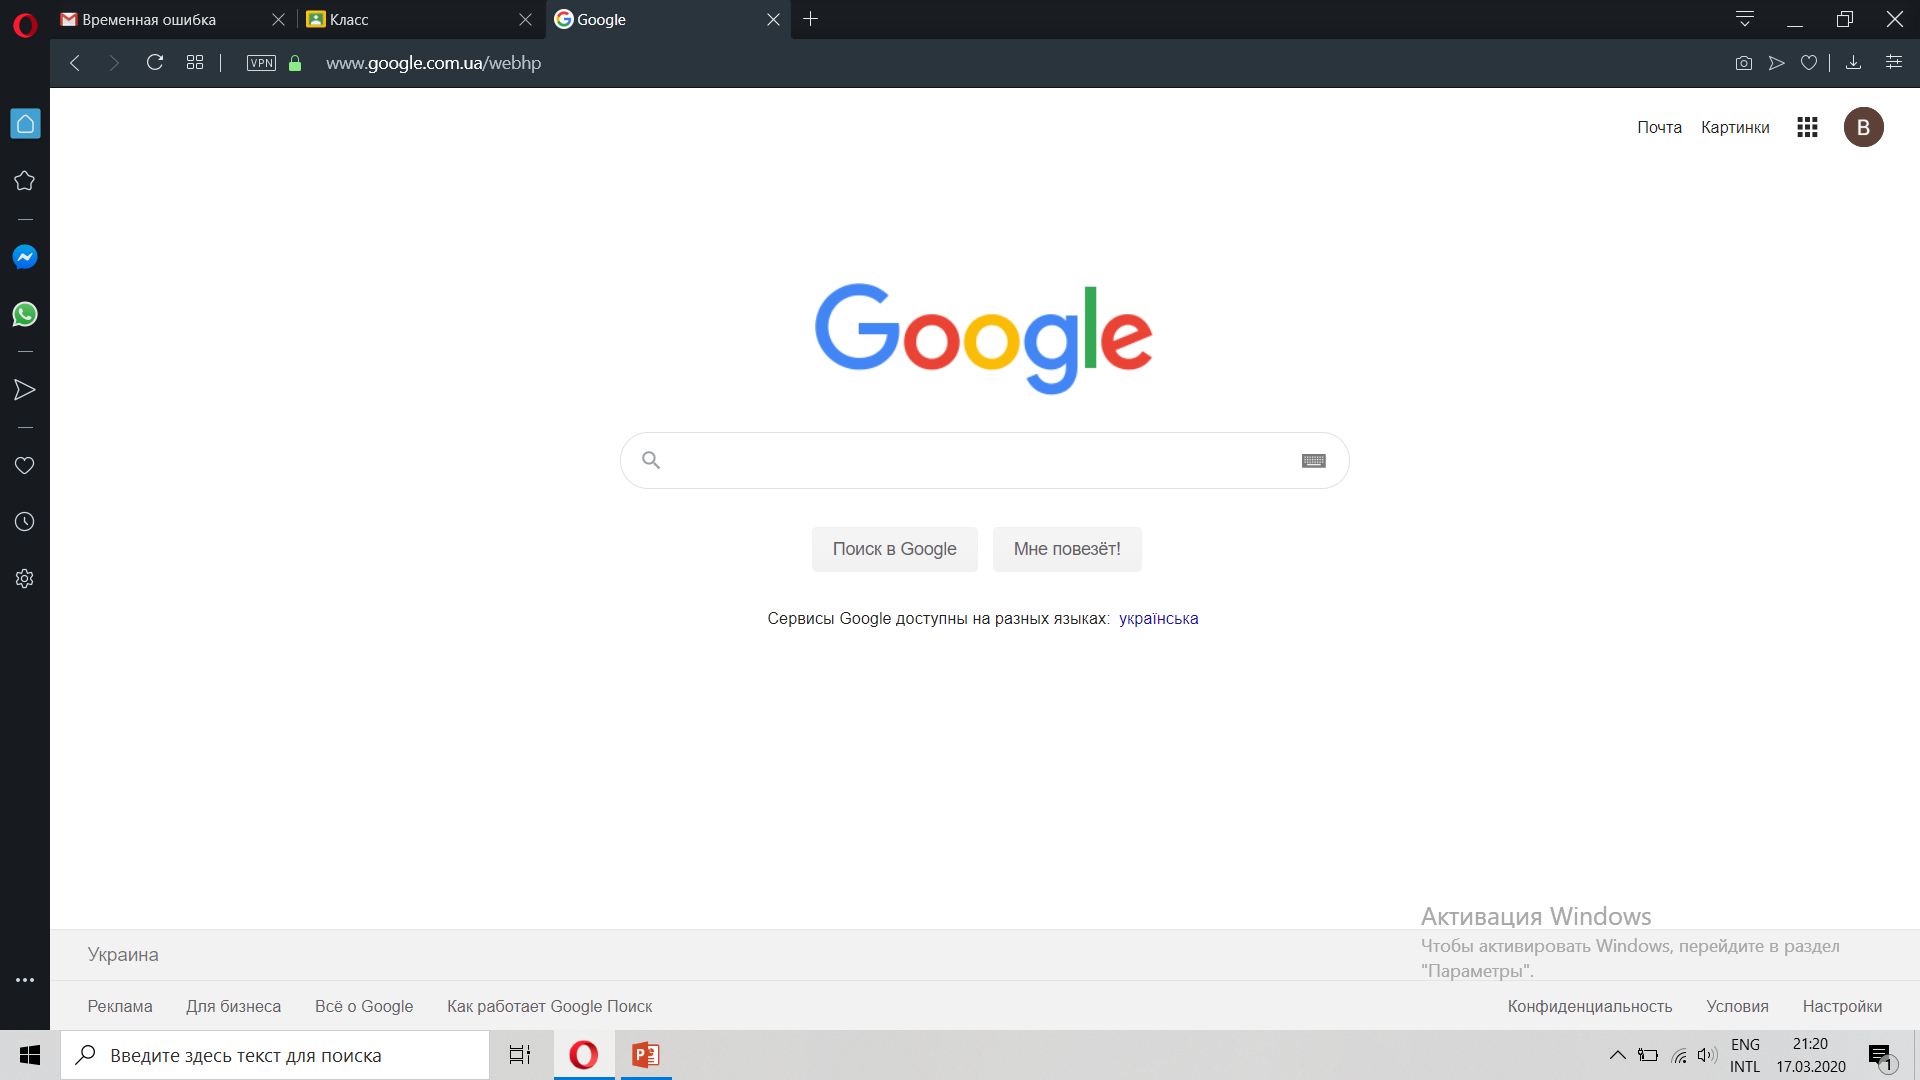 Временная ошибка
Класс
Google
VPN
www.google.com.ua/webhp
Почта
Картинки
B
Google
Поиск в Google
Мне повезёт!
Сервисы Google доступны на разных языках: українська
Активация Windows
Чтобы активировать Windows, перейдите в раздел
"Параметры".
Украина
Реклама
Для бизнеса
Всё о Google
Как работает Google Поиск
Конфиденциальность
Условия
Настройки
Введите здесь текст для поиска
ENG
INTL
21:20
17.03.2020
1